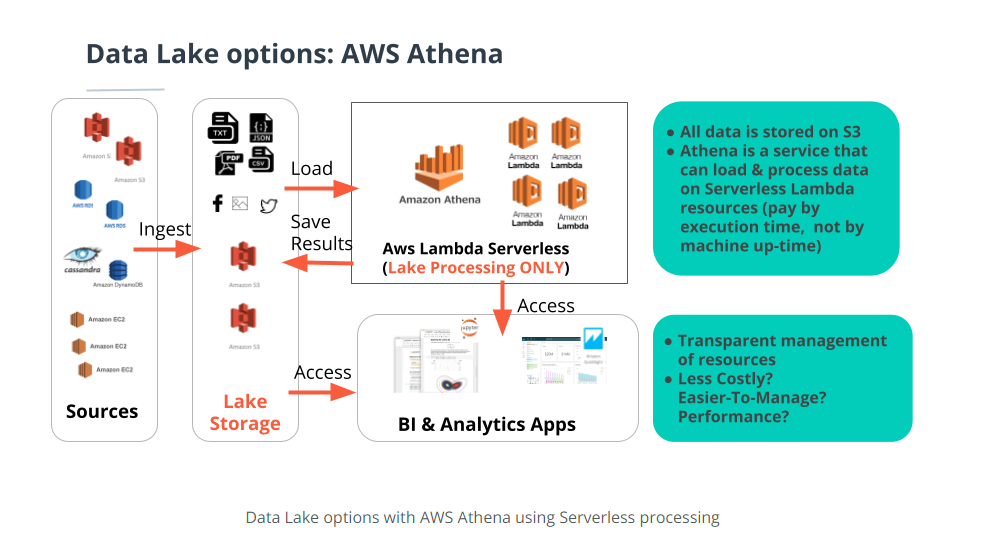 Data Lake options: AWS Athena
Amazon S
Amazon S3
AWS RDS
AWS RDS
cassandra
Amazon DynamoDB
Amazon EC2
Amazon EC2
Amazon EC2
Sources
Ingest
TXT
JSON
PDF
CSV
Amazon S3
Amazon S3
Lake
Storage
Load
Save
Results
Access
Amazon Athena
Amazon
Lambda
Amazon
Lambda
Amazon
Lambda
Amazon
Lambda
Aws Lambda Serverless
(Lake Processing ONLY)
Access
jupyter
BI & Analytics Apps
● All data is stored on S3
● Athena is a service that
can load & process data
on Serverless Lambda
resources (pay by
execution time, not by
machine up-time)
● Transparent management
of resources
● Less Costly?
Easier-To-Manage?
Performance?
Data Lake options with AWS Athena using Serverless processing